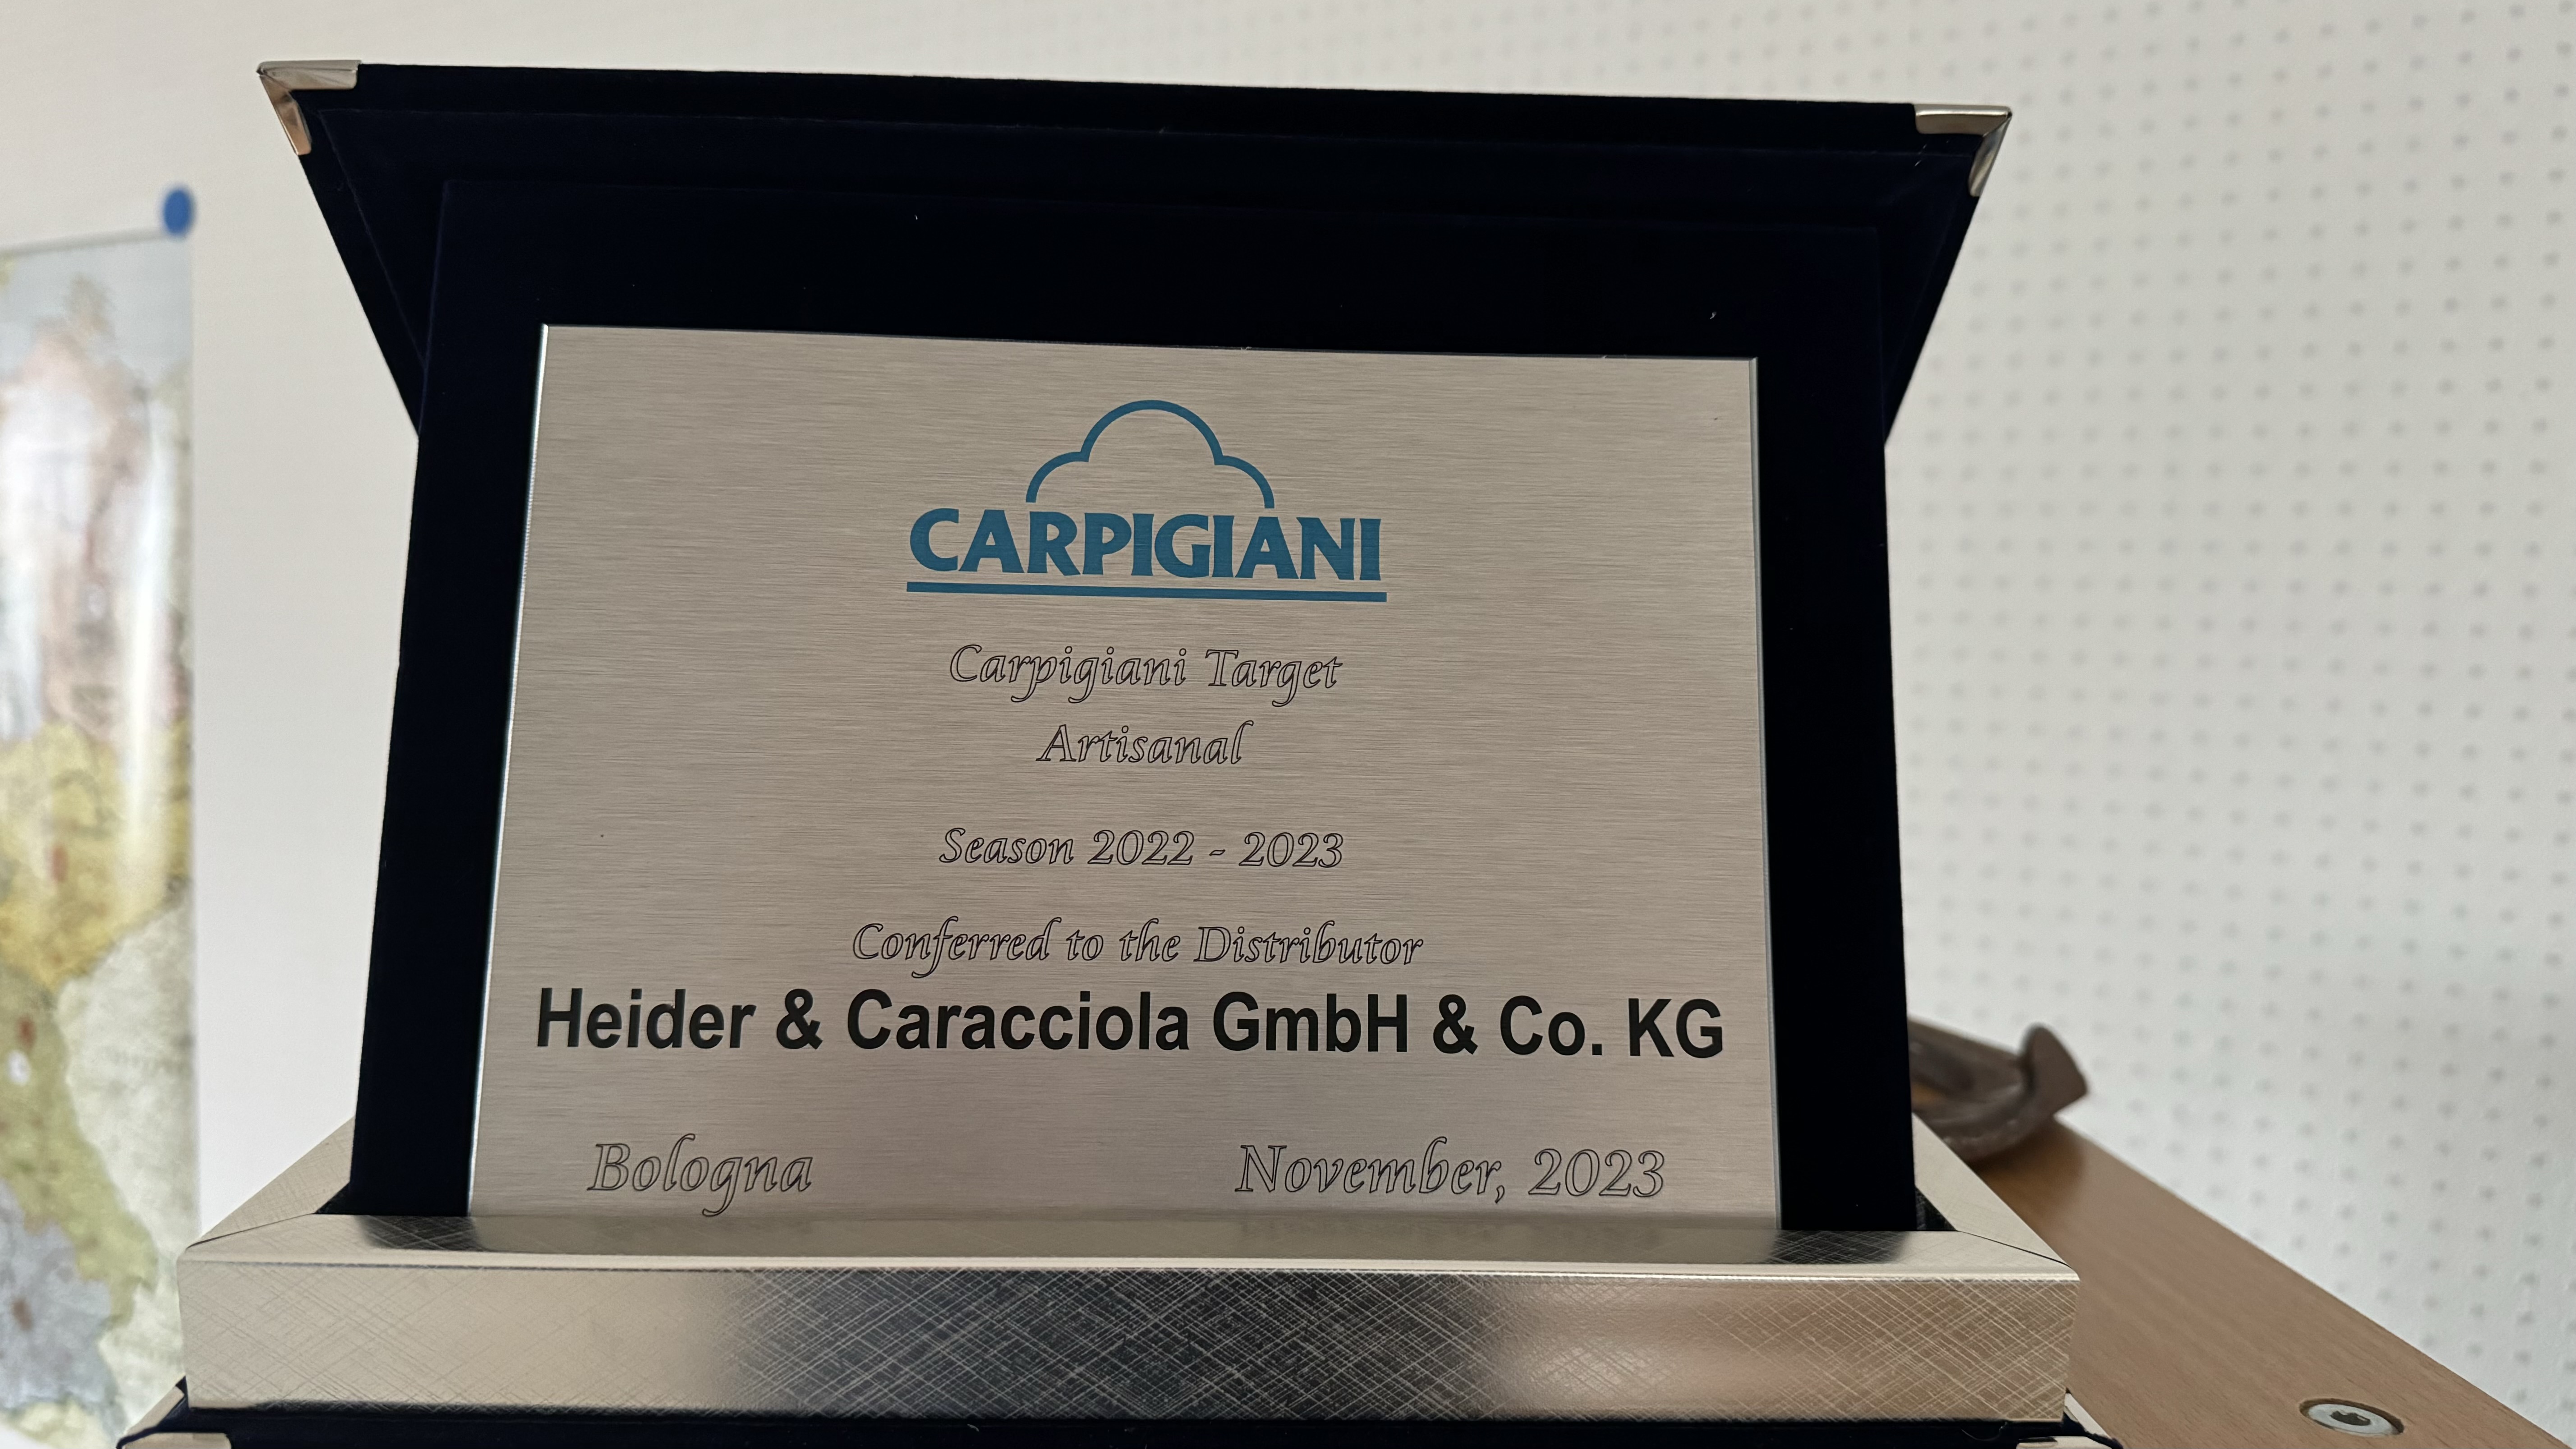 CARPIGIANI
Carpigiani Target
Artisanal
Season 2022 - 2023
Conferred to the Distributor
Heider & Caracciola GmbH & Co. KG
Bologna November, 2023